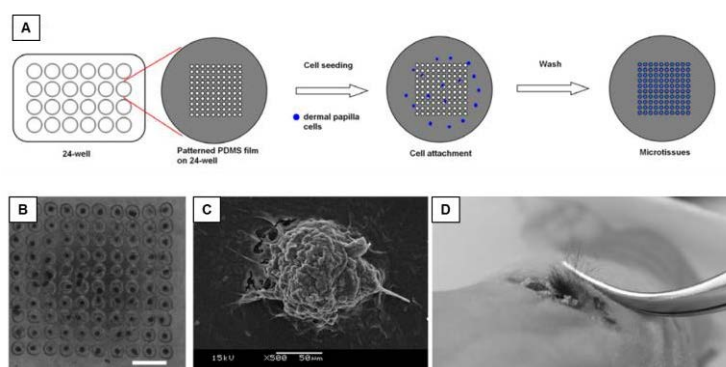 A
Cell seeding
Wash
dermal papilla
cells
24-well
Patterned PDMS film
on 24-well
Cell attachment
Microtissues
B
C
D
15kV X500 50µm